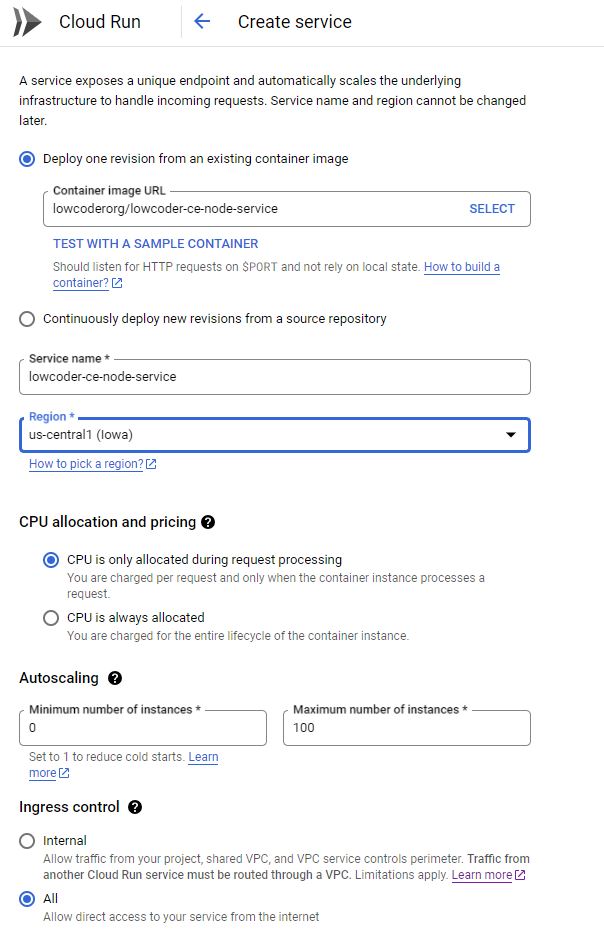 Cloud Run
Create service
A service exposes a unique endpoint and automatically scales the underlying
infrastructure to handle incoming requests. Service name and region cannot be changed
later.
Deploy one revision from an existing container image
Container image URL
lowcoderorg/lowcoder-ce-node-service
SELECT
TEST WITH A SAMPLE CONTAINER
Should listen for HTTP requests on $PORT and not rely on local state. How to build a
container?
Continuously deploy new revisions from a source repository
Service name *
lowcoder-ce-node-service
Region *
us-central1 (Iowa)
How to pick a region?
CPU allocation and pricing
CPU is only allocated during request processing
You are charged per request and only when the container instance processes a
request.
CPU is always allocated
You are charged for the entire lifecycle of the container instance.
Autoscaling
Minimum number of instances *
0
Maximum number of instances *
100
Set to 1 to reduce cold starts. Learn
more
Ingress control
Internal
Allow traffic from your project, shared VPC, and VPC service controls perimeter. Traffic from
another Cloud Run service must be routed through a VPC. Limitations apply. Learn more
All
Allow direct access to your service from the internet